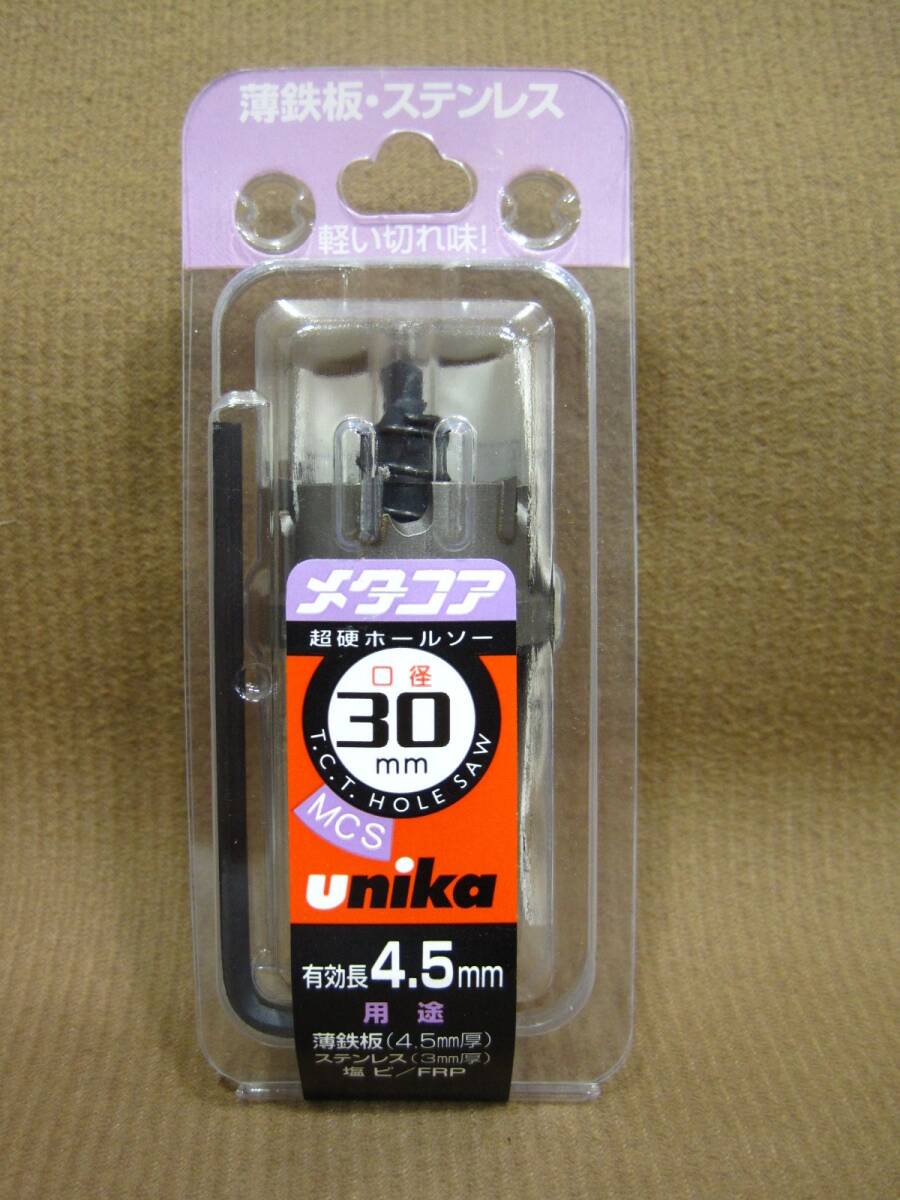 薄鉄板・ステンレス
軽い切れ味!
メタコア
超硬ホールソー
口径
30
mm
T.C.T. HOLE SAW
MCS
unika
有効長4.5mm
用途
薄鉄板(4.5mm厚)
ステンレス(3mm厚)
塩ビ/FRP